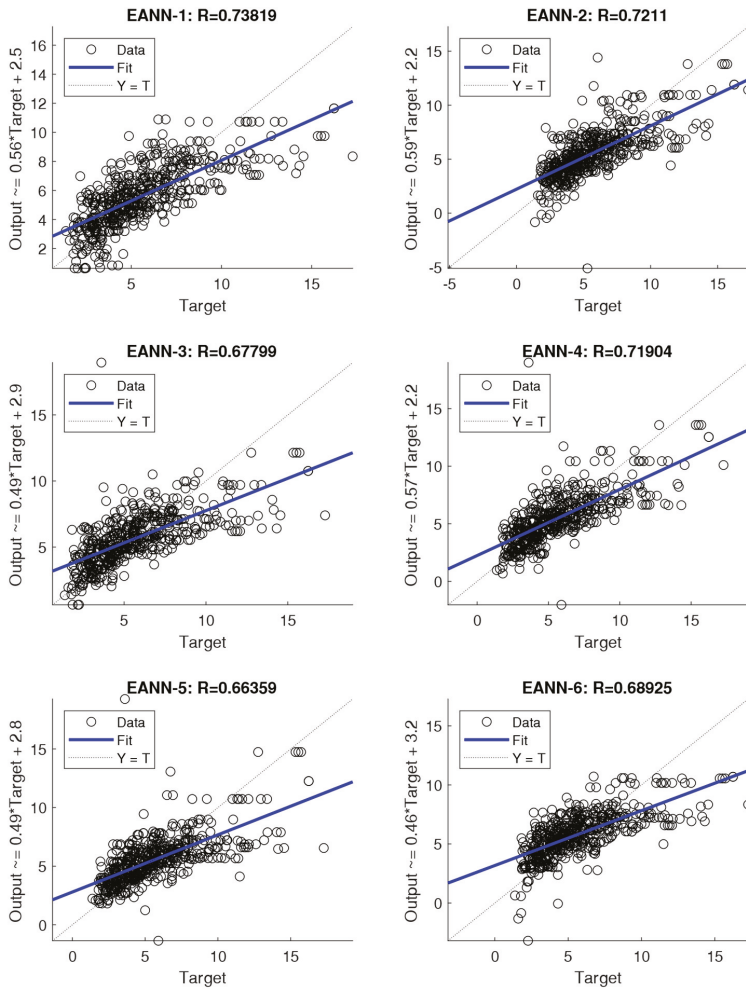 EANN-1: R=0.73819
Output ~= 0.56*Target + 2.5
16
14
12
10
8
6
4
2
Data
Fit
Y = T
5
10
15
Target
EANN-2: R=0.7211
Output ~= 0.59*Target + 2.2
15
10
5
0
-5
Data
Fit
Y = T
-5
0
5
10
15
Target
EANN-3: R=0.67799
Output ~= 0.49*Target + 2.9
15
10
5
Data
Fit
Y = T
5
10
15
Target
EANN-4: R=0.71904
Output ~= 0.57*Target + 2.2
15
10
5
0
Data
Fit
Y = T
0
5
10
15
Target
EANN-5: R=0.66359
Output ~= 0.49*Target + 2.8
15
10
5
0
Data
Fit
Y = T
0
5
10
15
Target
EANN-6: R=0.68925
Output ~= 0.46*Target + 3.2
15
10
5
0
Data
Fit
Y = T
0
5
10
15
Target